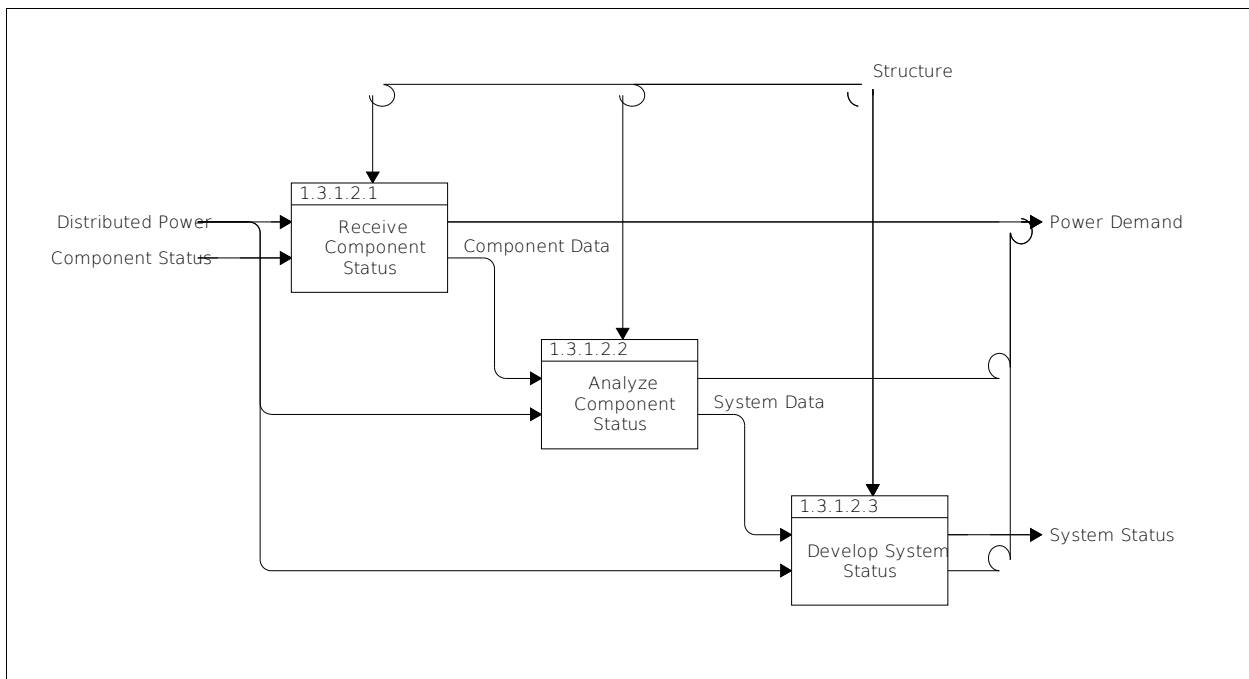 Structure
1.3.1.2.1
Distributed Power
Receive
Component
Status
Power Demand
Component Data
Component Status
1.3.1.2.2
Analyze
Component
Status
System Data
1.3.1.2.3
Develop System
Status
System Status